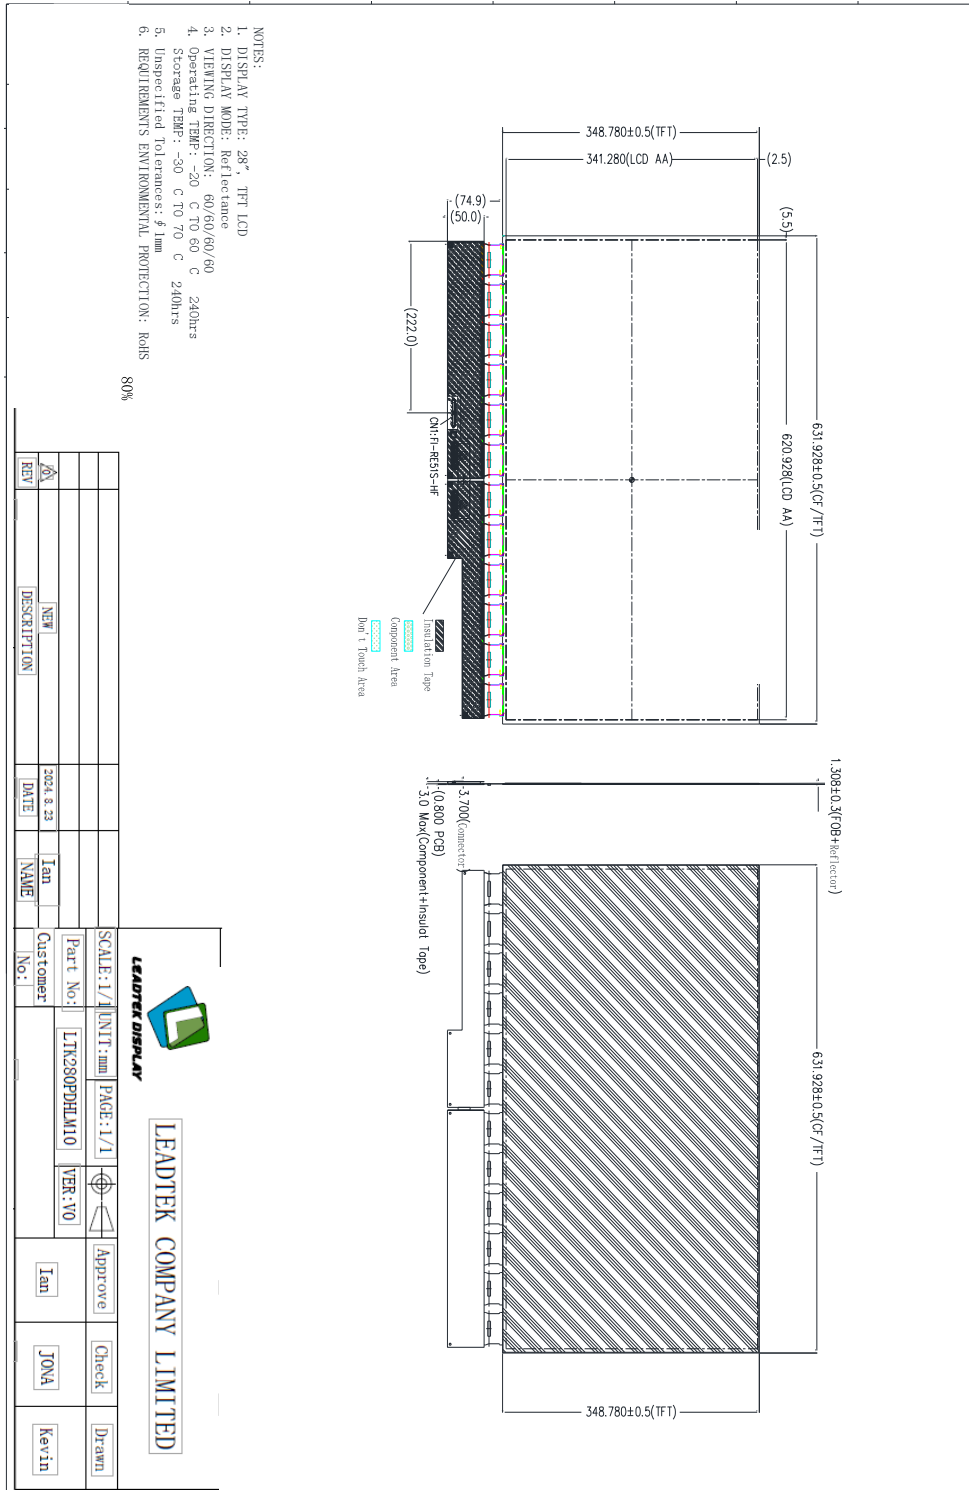 NOTES:
1. DISPLAY TYPE: 28", TFT LCD
2. DISPLAY MODE: Reflectance
3. VIEWING DIRECTION: 60/60/60/60
4. Operating TEMP: -20 C TO 60 C 240hrs
Storage TEMP: -30 C TO 70 C 240hrs
5. Unspecified Tolerances: ∮1mm
6. REQUIREMENTS ENVIRONMENTAL PROTECTION: RoHS
80%
348.780±0.5(TFT)
341.280(LCD AA)
(2.5)
(5.5)
(74.9)
(50.0)
(222.0)
CN1:FI-RE51S-HF
631.928±0.5(CF/TFT)
620.928(LCD AA)
Insulation Tape
Conponent Area
Don't Touch Area
1.308±0.3(FOB+Reflector)
3.700(Connector)
(0.800 PCB)
3.0 Max(Component+Insulat Tape)
631.928±0.5(CF/TFT)
348.780±0.5(TFT)
LEADTEK DISPLAY
LEADTEK COMPANY LIMITED
SCALE:1/1 UNIT:mm PAGE:1/1
Approve Check Drawn
Part No: LTK280PDHLM10 VER:V0
Ian JONA Kevin
Customer No:
0 NEW 2024.8.23 Ian
REV DESCRIPTION DATE NAME